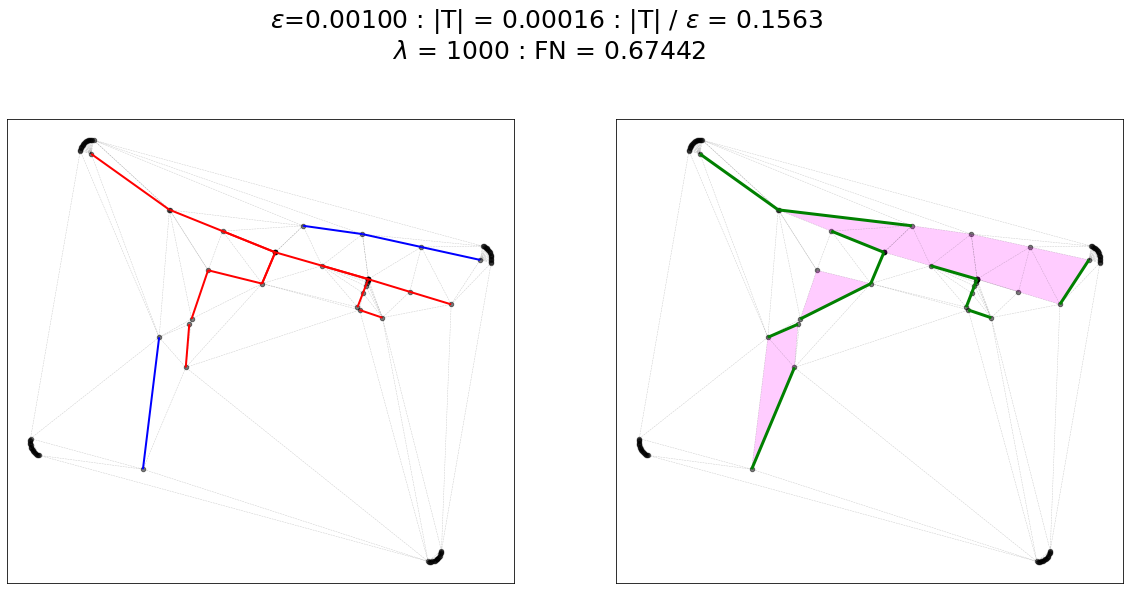 ε=0.00100 : |T| = 0.00016 : |T| / ε = 0.1563
λ = 1000 : FN = 0.67442